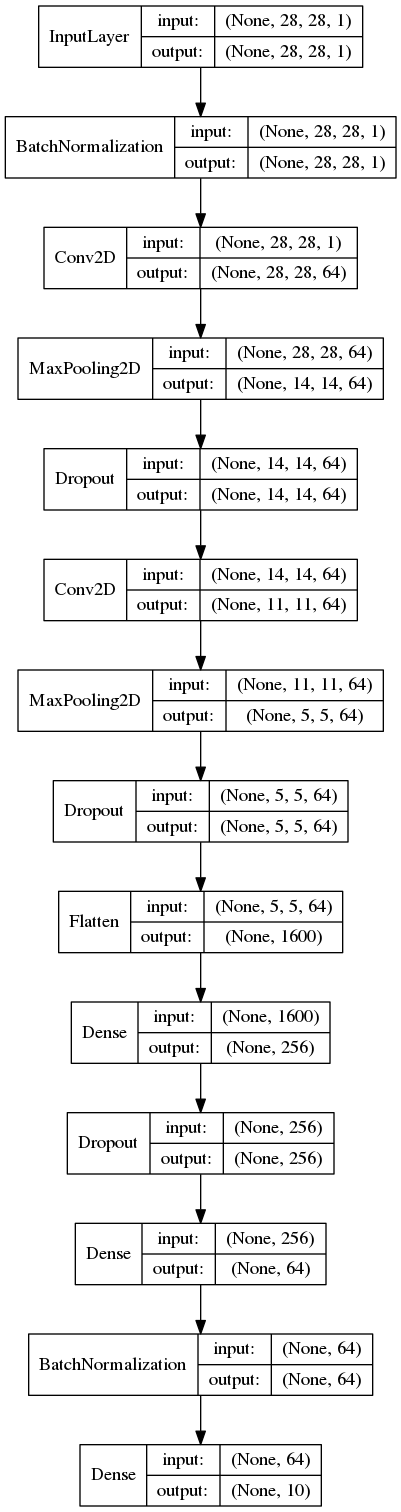 InputLayer
input: (None, 28, 28, 1)
output: (None, 28, 28, 1)
BatchNormalization
input: (None, 28, 28, 1)
output: (None, 28, 28, 1)
Conv2D
input: (None, 28, 28, 1)
output: (None, 28, 28, 64)
MaxPooling2D
input: (None, 28, 28, 64)
output: (None, 14, 14, 64)
Dropout
input: (None, 14, 14, 64)
output: (None, 14, 14, 64)
Conv2D
input: (None, 14, 14, 64)
output: (None, 11, 11, 64)
MaxPooling2D
input: (None, 11, 11, 64)
output: (None, 5, 5, 64)
Dropout
input: (None, 5, 5, 64)
output: (None, 5, 5, 64)
Flatten
input: (None, 5, 5, 64)
output: (None, 1600)
Dense
input: (None, 1600)
output: (None, 256)
Dropout
input: (None, 256)
output: (None, 256)
Dense
input: (None, 256)
output: (None, 64)
BatchNormalization
input: (None, 64)
output: (None, 64)
Dense
input: (None, 64)
output: (None, 10)